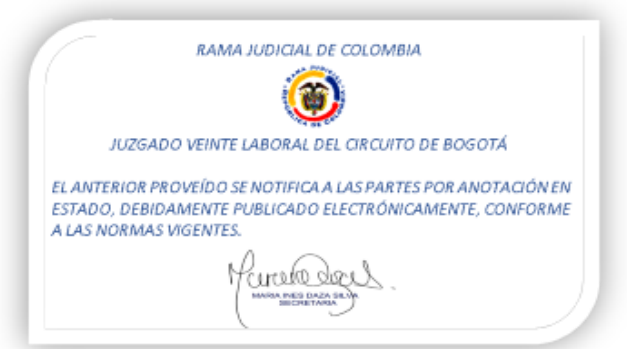 RAMA JUDICIAL DE COLOMBIA
JUZGADO VEINTE LABORAL DEL CIRCUITO DE BOGOTÁ
EL ANTERIOR PROVEÍDO SE NOTIFICA A LAS PARTES POR ANOTACIÓN EN
ESTADO, DEBIDAMENTE PUBLICADO ELECTRÓNICAMENTE, CONFORME
A LAS NORMAS VIGENTES.
MARIA INES DAZA SILVA
SECRETARIA